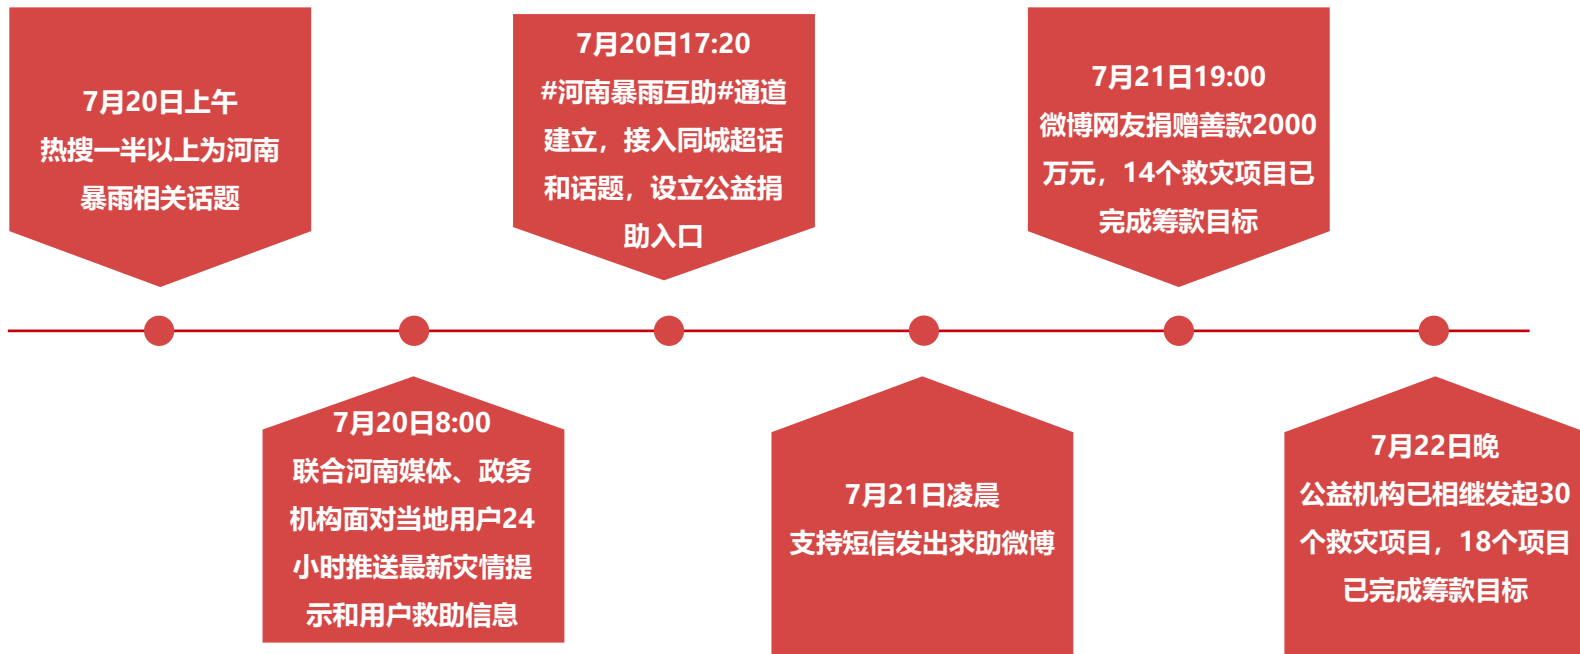 7月20日上午
热搜一半以上为河南
暴雨相关话题
7月20日8:00
联合河南媒体、政务
机构面对当地用户24
小时推送最新灾情提
示和用户救助信息
7月20日17:20
#河南暴雨互助#通道
建立，接入同城超话
和话题，设立公益捐
助入口
7月21日凌晨
支持短信发出求助微博
7月21日19:00
微博网友捐赠善款2000
万元，14个救灾项目已
完成筹款目标
7月22日晚
公益机构已相继发起30
个救灾项目，18个项目
已完成筹款目标